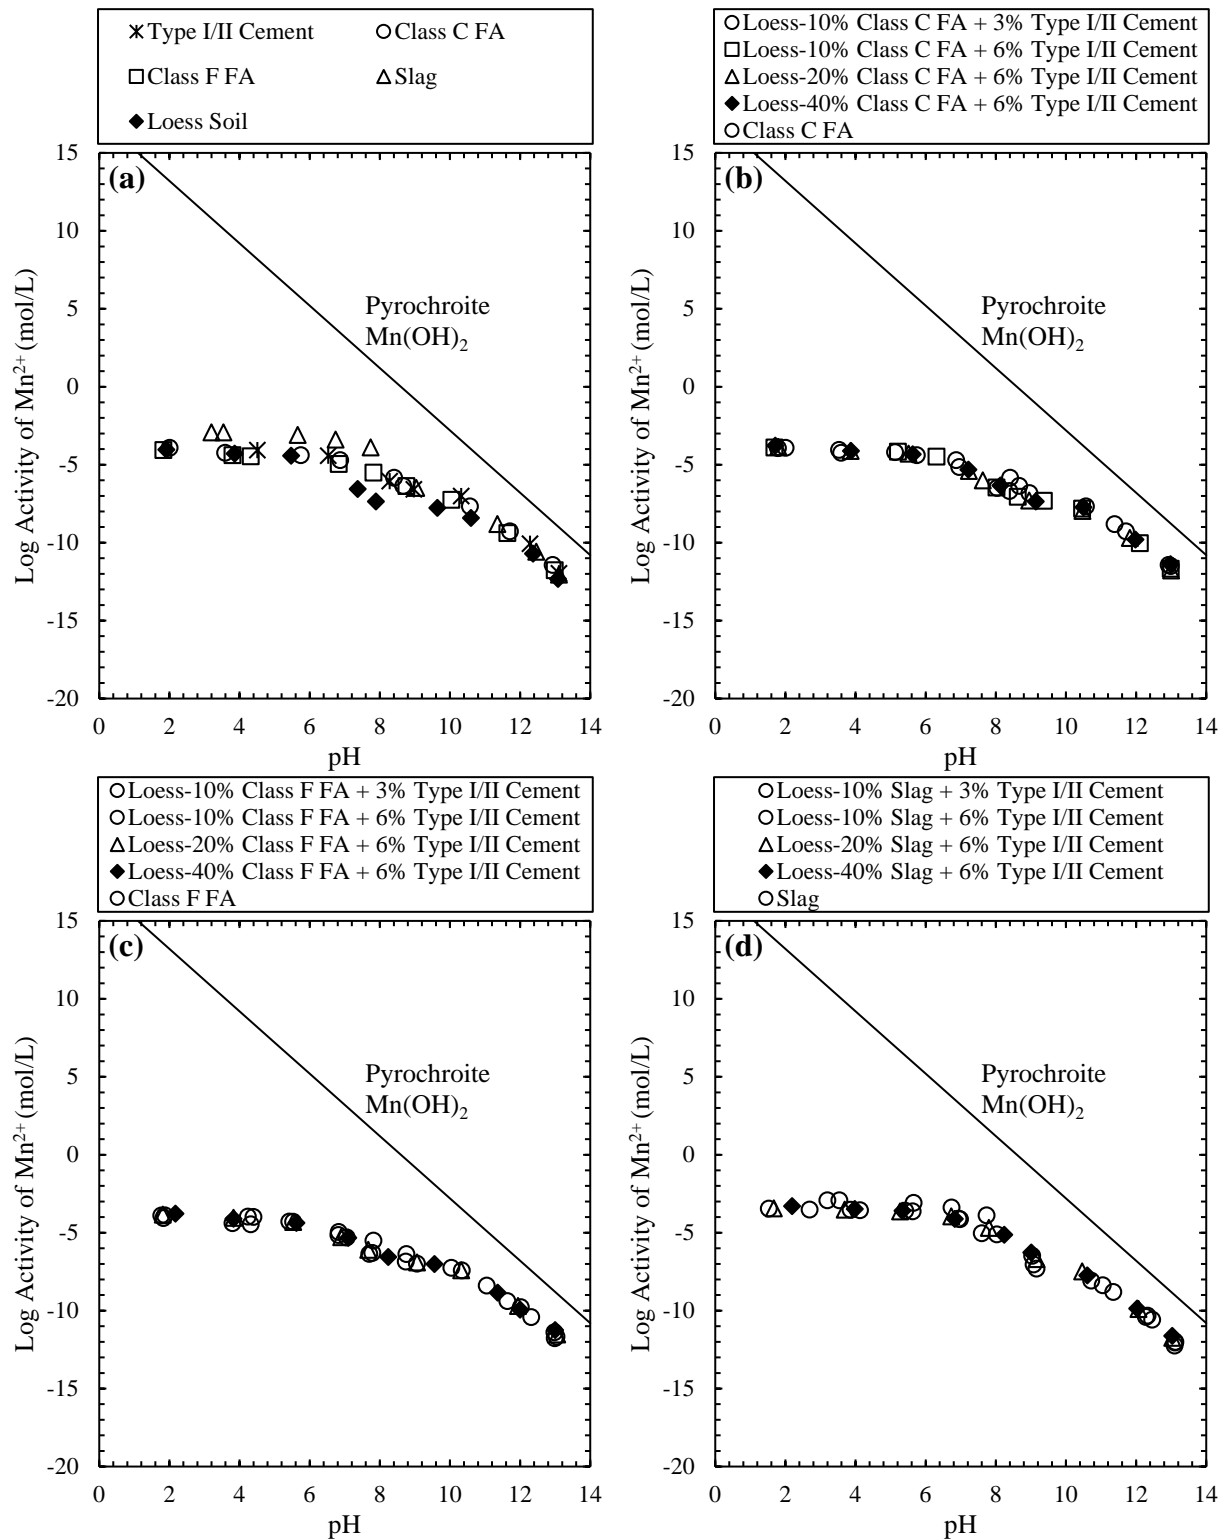 Type I/II Cement
Class C FA
Class F FA
Slag
Loess Soil
(a)
Pyrochroite
Mn(OH)₂
15
10
5
0
-5
-10
-15
-20
0 2 4 6 8 10 12 14
pH
Log Activity of Mn²⁺ (mol/L)
Loess-10% Class C FA + 3% Type I/II Cement
Loess-10% Class C FA + 6% Type I/II Cement
Loess-20% Class C FA + 6% Type I/II Cement
Loess-40% Class C FA + 6% Type I/II Cement
Class C FA
(b)
Pyrochroite
Mn(OH)₂
15
10
5
0
-5
-10
-15
-20
0 2 4 6 8 10 12 14
pH
Log Activity of Mn²⁺ (mol/L)
Loess-10% Class F FA + 3% Type I/II Cement
Loess-10% Class F FA + 6% Type I/II Cement
Loess-20% Class F FA + 6% Type I/II Cement
Loess-40% Class F FA + 6% Type I/II Cement
Class F FA
(c)
Pyrochroite
Mn(OH)₂
15
10
5
0
-5
-10
-15
-20
0 2 4 6 8 10 12 14
pH
Log Activity of Mn²⁺ (mol/L)
Loess-10% Slag + 3% Type I/II Cement
Loess-10% Slag + 6% Type I/II Cement
Loess-20% Slag + 6% Type I/II Cement
Loess-40% Slag + 6% Type I/II Cement
Slag
(d)
Pyrochroite
Mn(OH)₂
15
10
5
0
-5
-10
-15
-20
0 2 4 6 8 10 12 14
pH
Log Activity of Mn²⁺ (mol/L)